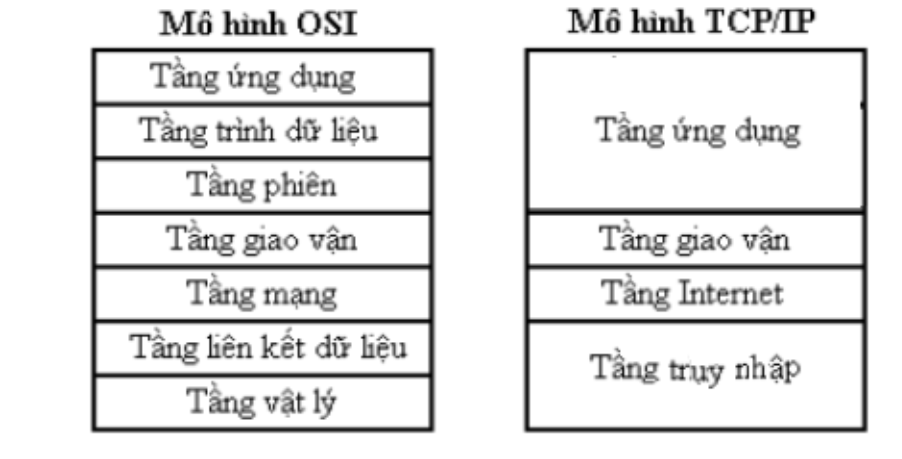 Mô hình OSI
Tầng ứng dụng
Tầng trình dữ liệu
Tầng phiên
Tầng giao vận
Tầng mạng
Tầng liên kết dữ liệu
Tầng vật lý
Mô hình TCP/IP
Tầng ứng dụng
Tầng giao vận
Tầng Internet
Tầng truy nhập